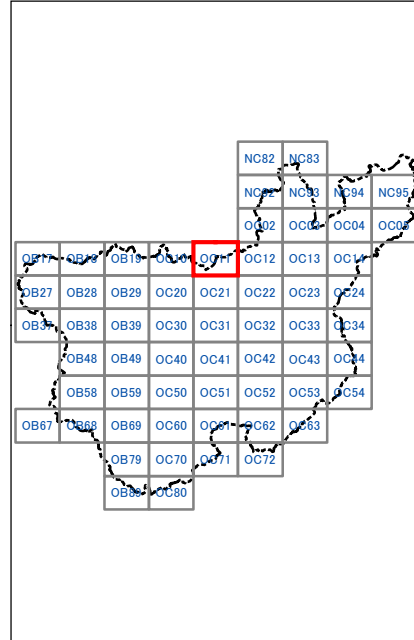 NC82 NC83
NC92 NC93 NC94 NC95
OC02 OC03 OC04 OC05
OB17 OB18 OB19 OC10 OC11 OC12 OC13 OC14
OB27 OB28 OB29 OC20 OC21 OC22 OC23 OC24
OB37 OB38 OB39 OC30 OC31 OC32 OC33 OC34
OB48 OB49 OC40 OC41 OC42 OC43 OC44
OB58 OB59 OC50 OC51 OC52 OC53 OC54
OB67 OB68 OB69 OC60 OC61 OC62 OC63
OB79 OC70 OC71 OC72
OB89 OC80